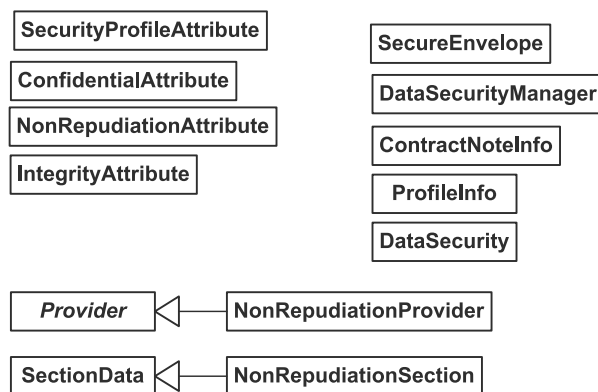 SecurityProfileAttribute
ConfidentialAttribute
NonRepudiationAttribute
IntegrityAttribute
SecureEnvelope
DataSecurityManager
ContractNoteInfo
ProfileInfo
DataSecurity
Provider
NonRepudiationProvider
SectionData
NonRepudiationSection